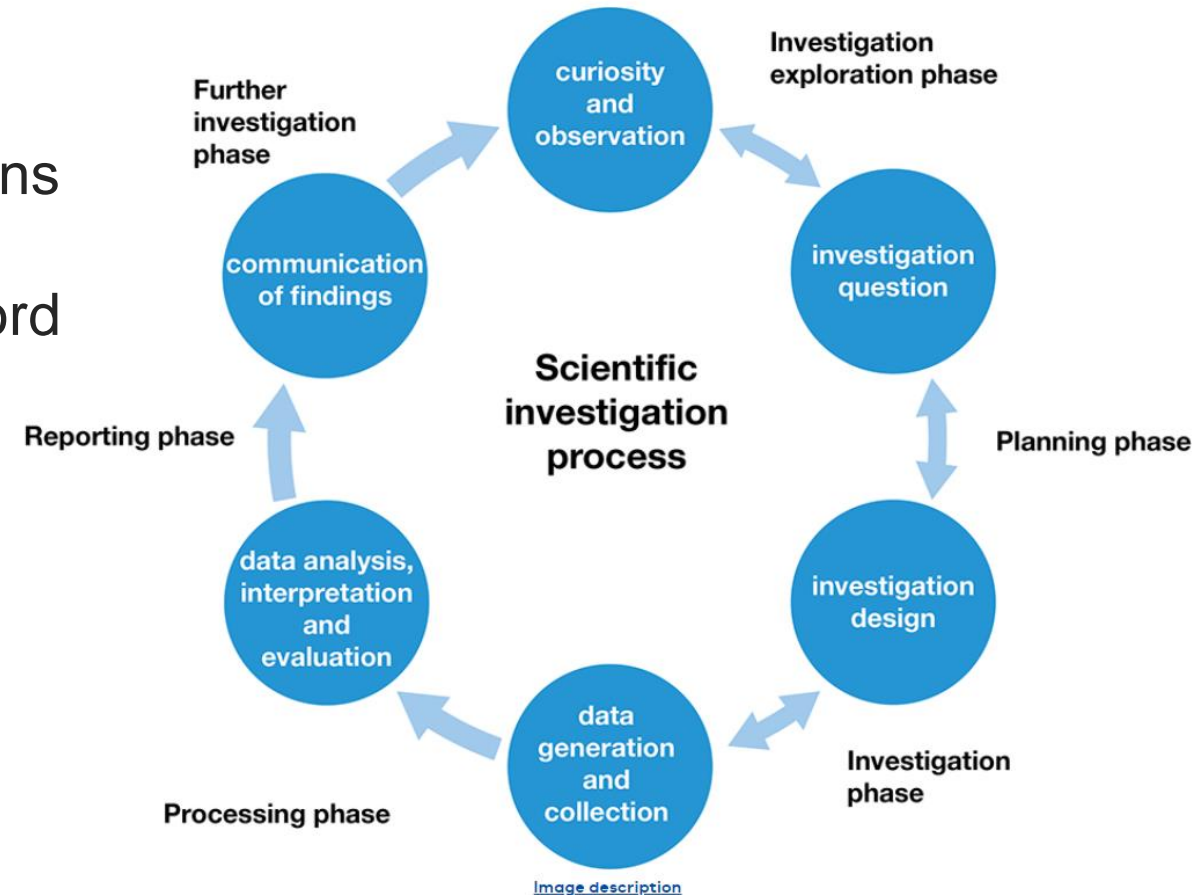 ns
ord
curiosity
and
observation
Investigation
exploration phase
investigation
question
Planning phase
investigation
design
Investigation
phase
data
generation
and
collection
Processing phase
data analysis,
interpretation
and
evaluation
Reporting phase
communication
of findings
Further
investigation
phase
Scientific
investigation
process
Image description